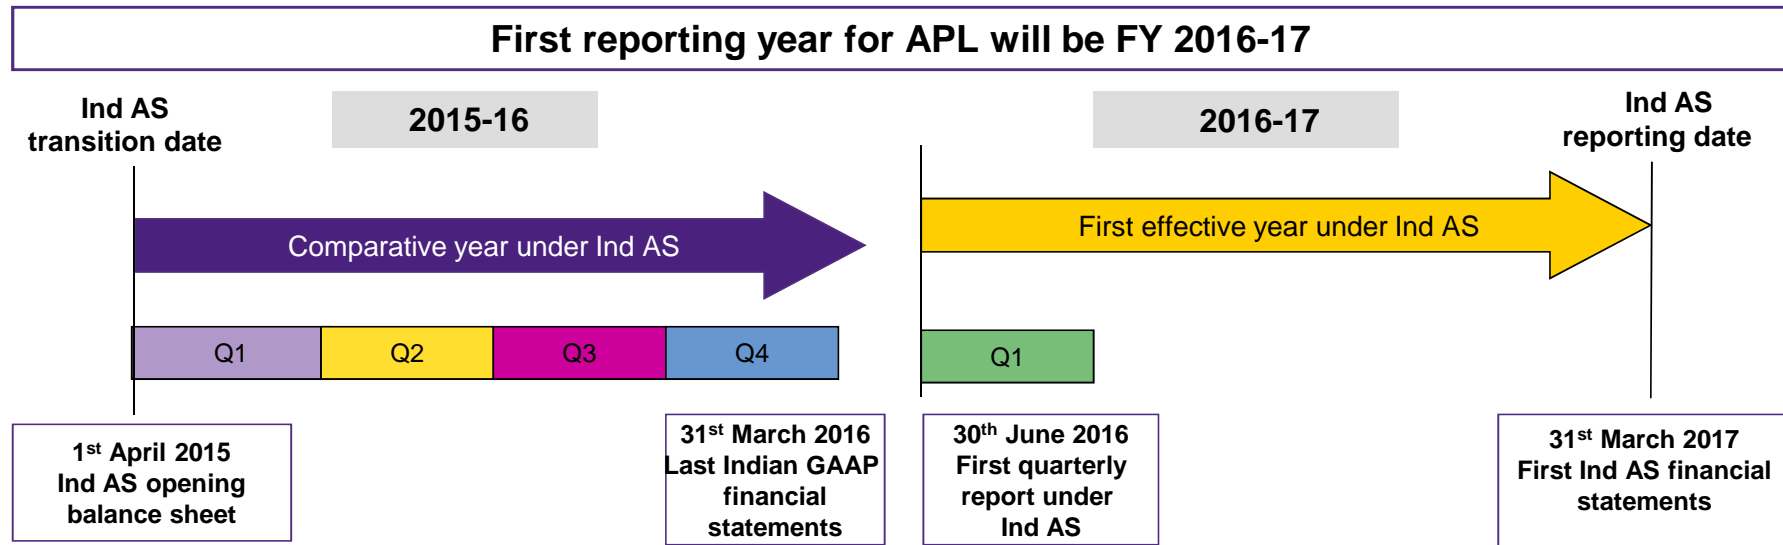 First reporting year for APL will be FY 2016-17
Ind AS
transition date
2015-16
2016-17
Ind AS
reporting date
Comparative year under Ind AS
First effective year under Ind AS
Q1
Q2
Q3
Q4
Q1
1st April 2015
Ind AS opening
balance sheet
31st March 2016
Last Indian GAAP
financial
statements
30th June 2016
First quarterly
report under
Ind AS
31st March 2017
First Ind AS financial
statements